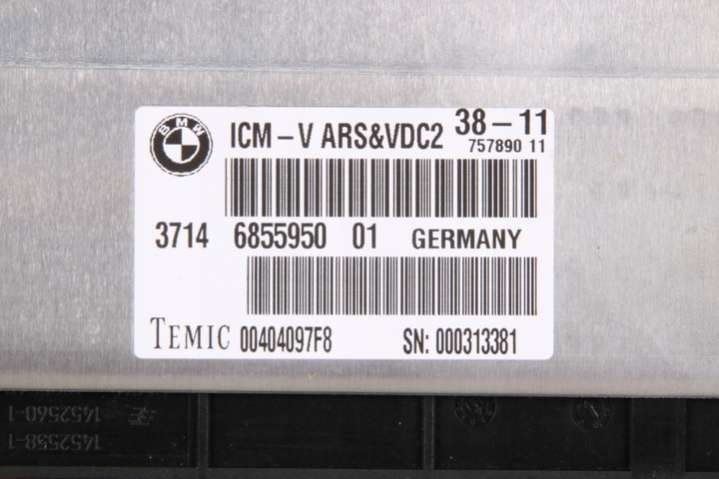 BMW
ICM – V ARS&VDC2 38 – 11
757890 11
3714 6855950 01 GERMANY
TEMIC 00404097F8 SN: 000313381
1452560-1
1452558-1